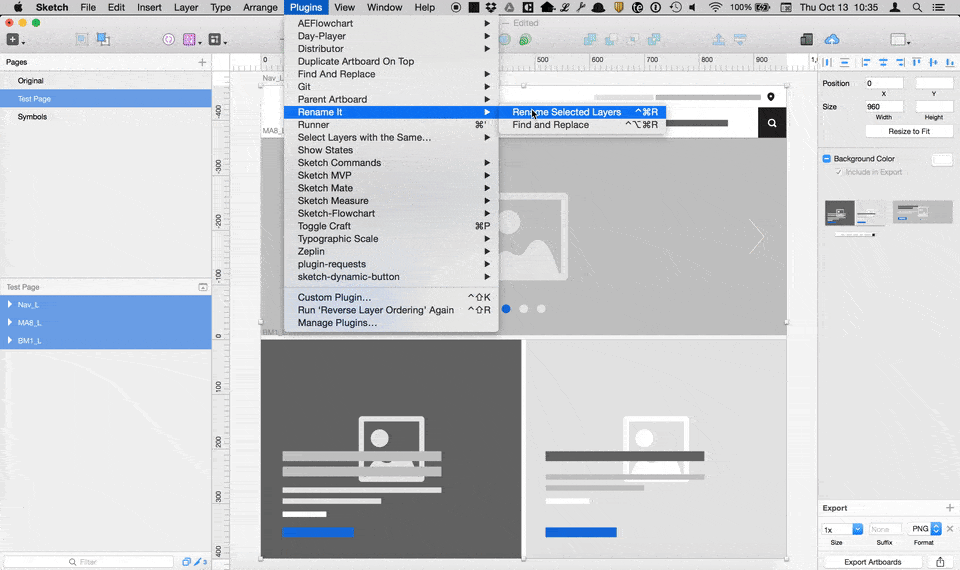 Sketch File Edit Insert Layer Type Arrange Plugins View Window Help 100% Thu Oct 13 10:35
— Edited
AEFlowchart
Day-Player
Distributor
Duplicate Artboard On Top
Find And Replace
Git
Parent Artboard
Rename It
Runner ⌘'
Select Layers with the Same...
Show States
Sketch Commands
Sketch MVP
Sketch Mate
Sketch Measure
Sketch-Flowchart
Toggle Craft ⌘P
Typographic Scale
Zeplin
plugin-requests
sketch-dynamic-button
Custom Plugin... ^⇧K
Run 'Reverse Layer Ordering' Again ^⇧R
Manage Plugins...
Rename Selected Layers ^⌘R
Find and Replace ^⌥⌘R
Pages
Original
Test Page
Symbols
Test Page
Nav_L
MA8_L
BM1_L
Filter 3
0 500 600 700 800 900
-400
-300
-200
-100
0
100
200
300
400
Nav_L
MA8_L
BM1_L
Position 0
X Y
Size 960
Width Height
Resize to Fit
Background Color
Include in Export
Export
1x None PNG
Size Suffix Format
Export Artboards